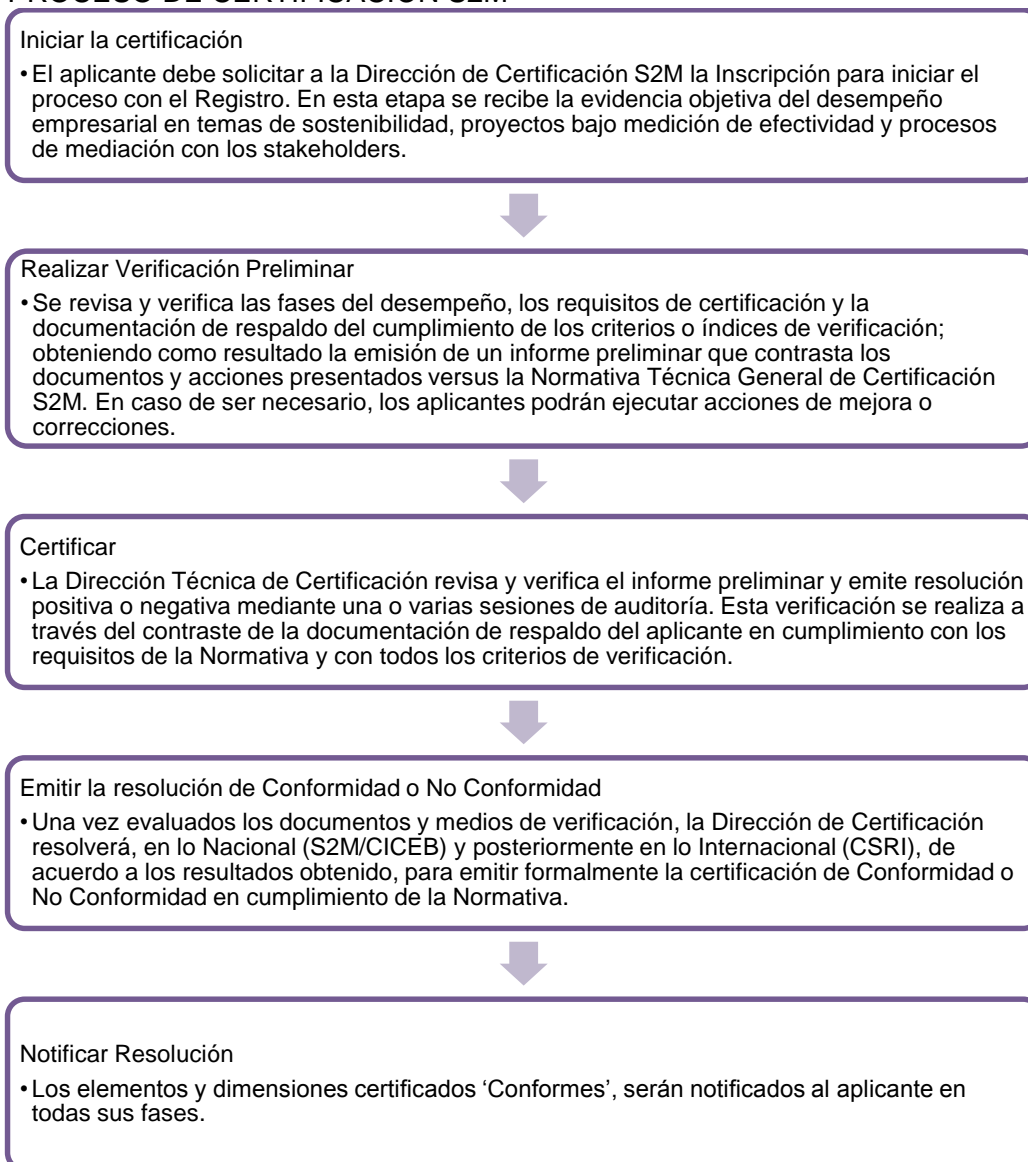 PROCESO DE CERTIFICACIÓN S2M
Iniciar la certificación
• El aplicante debe solicitar a la Dirección de Certificación S2M la Inscripción para iniciar el
proceso con el Registro. En esta etapa se recibe la evidencia objetiva del desempeño
empresarial en temas de sostenibilidad, proyectos bajo medición de efectividad y procesos
de mediación con los stakeholders.
Realizar Verificación Preliminar
• Se revisa y verifica las fases del desempeño, los requisitos de certificación y la
documentación de respaldo del cumplimiento de los criterios o índices de verificación;
obteniendo como resultado la emisión de un informe preliminar que contrasta los
documentos y acciones presentados versus la Normativa Técnica General de Certificación
S2M. En caso de ser necesario, los aplicantes podrán ejecutar acciones de mejora o
correcciones.
Certificar
• La Dirección Técnica de Certificación revisa y verifica el informe preliminar y emite resolución
positiva o negativa mediante una o varias sesiones de auditoría. Esta verificación se realiza a
través del contraste de la documentación de respaldo del aplicante en cumplimiento con los
requisitos de la Normativa y con todos los criterios de verificación.
Emitir la resolución de Conformidad o No Conformidad
• Una vez evaluados los documentos y medios de verificación, la Dirección de Certificación
resolverá, en lo Nacional (S2M/CICEB) y posteriormente en lo Internacional (CSRI), de
acuerdo a los resultados obtenido, para emitir formalmente la certificación de Conformidad o
No Conformidad en cumplimiento de la Normativa.
Notificar Resolución
• Los elementos y dimensiones certificados ‘Conformes’, serán notificados al aplicante en
todas sus fases.